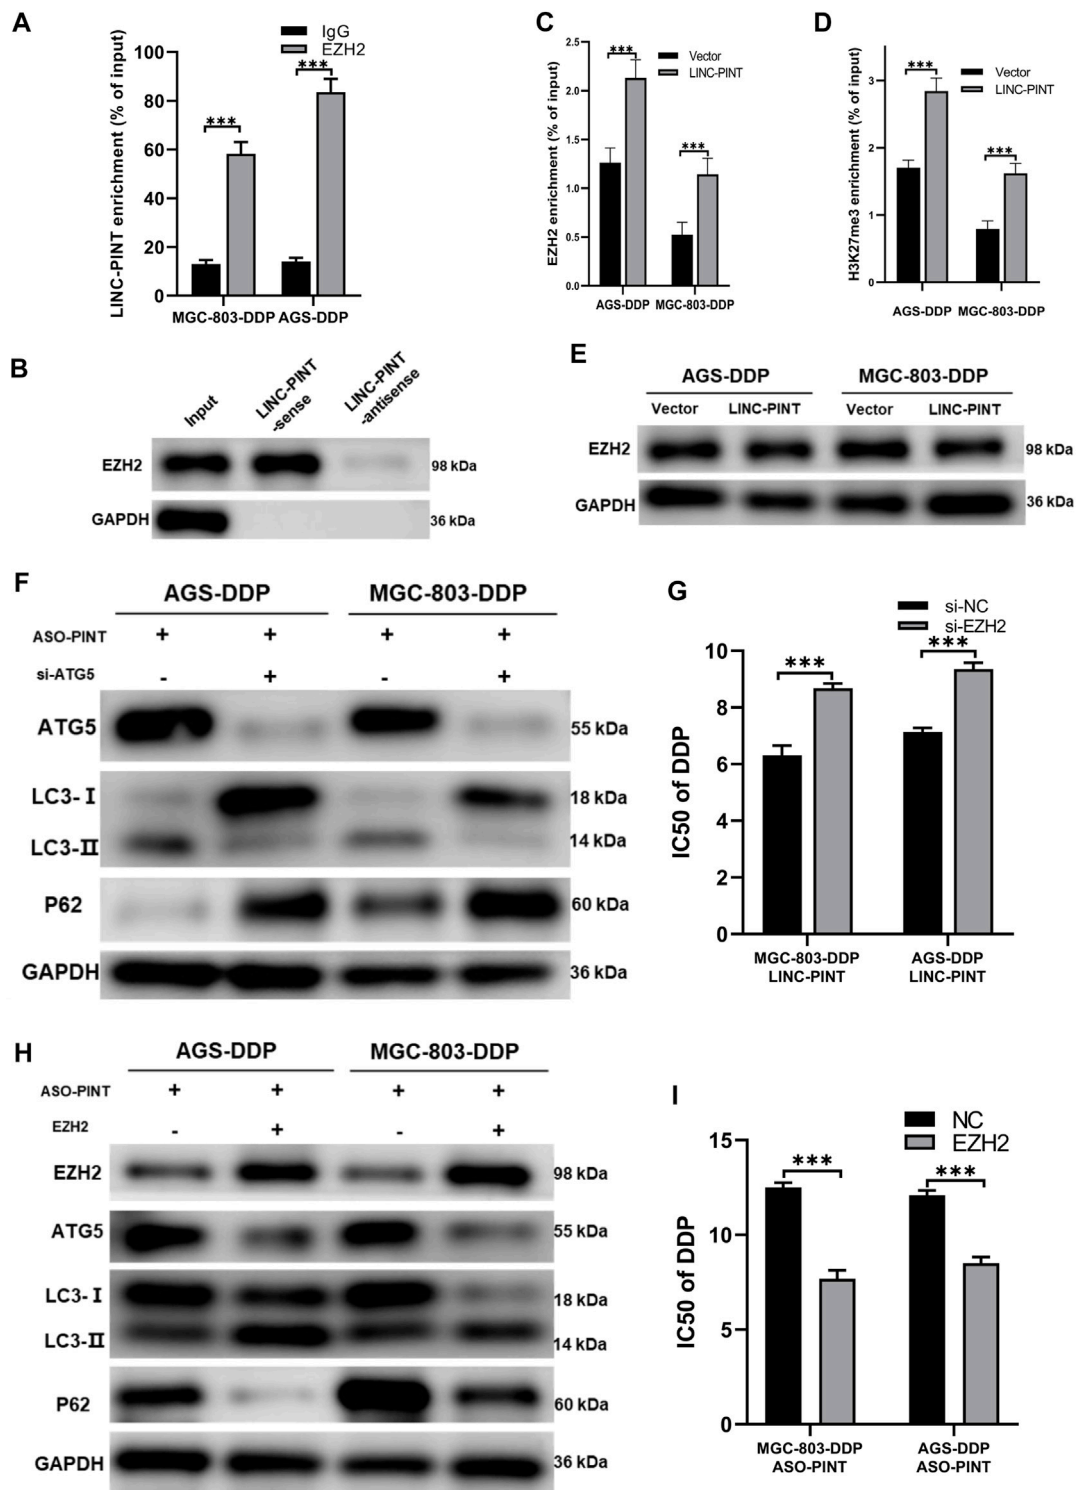 A
IgG
EZH2
LINC-PINT enrichment (% of input)
100
80
60
40
20
0
***
***
MGC-803-DDP AGS-DDP
C
Vector
LINC-PINT
EZH2 enrichment (% of input)
2.5
2.0
1.5
1.0
0.5
0.0
***
***
AGS-DDP MGC-803-DDP
D
Vector
LINC-PINT
H3K27me3 enrichment (% of input)
3
2
1
0
***
***
AGS-DDP MGC-803-DDP
B
Input
LINC-PINT
-sense
LINC-PINT
-antisense
EZH2 98 kDa
GAPDH 36 kDa
E
AGS-DDP MGC-803-DDP
Vector LINC-PINT Vector LINC-PINT
EZH2 98 kDa
GAPDH 36 kDa
F
AGS-DDP MGC-803-DDP
ASO-PINT + + + +
si-ATG5 - + - +
ATG5 55 kDa
LC3-Ⅰ 18 kDa
LC3-Ⅱ 14 kDa
P62 60 kDa
GAPDH 36 kDa
G
si-NC
si-EZH2
IC50 of DDP
10
8
6
4
2
0
***
***
MGC-803-DDP AGS-DDP
LINC-PINT LINC-PINT
H
AGS-DDP MGC-803-DDP
ASO-PINT + + + +
EZH2 - + - +
EZH2 98 kDa
ATG5 55 kDa
LC3-Ⅰ 18 kDa
LC3-Ⅱ 14 kDa
P62 60 kDa
GAPDH 36 kDa
I
NC
EZH2
IC50 of DDP
15
10
5
0
***
***
MGC-803-DDP AGS-DDP
ASO-PINT ASO-PINT